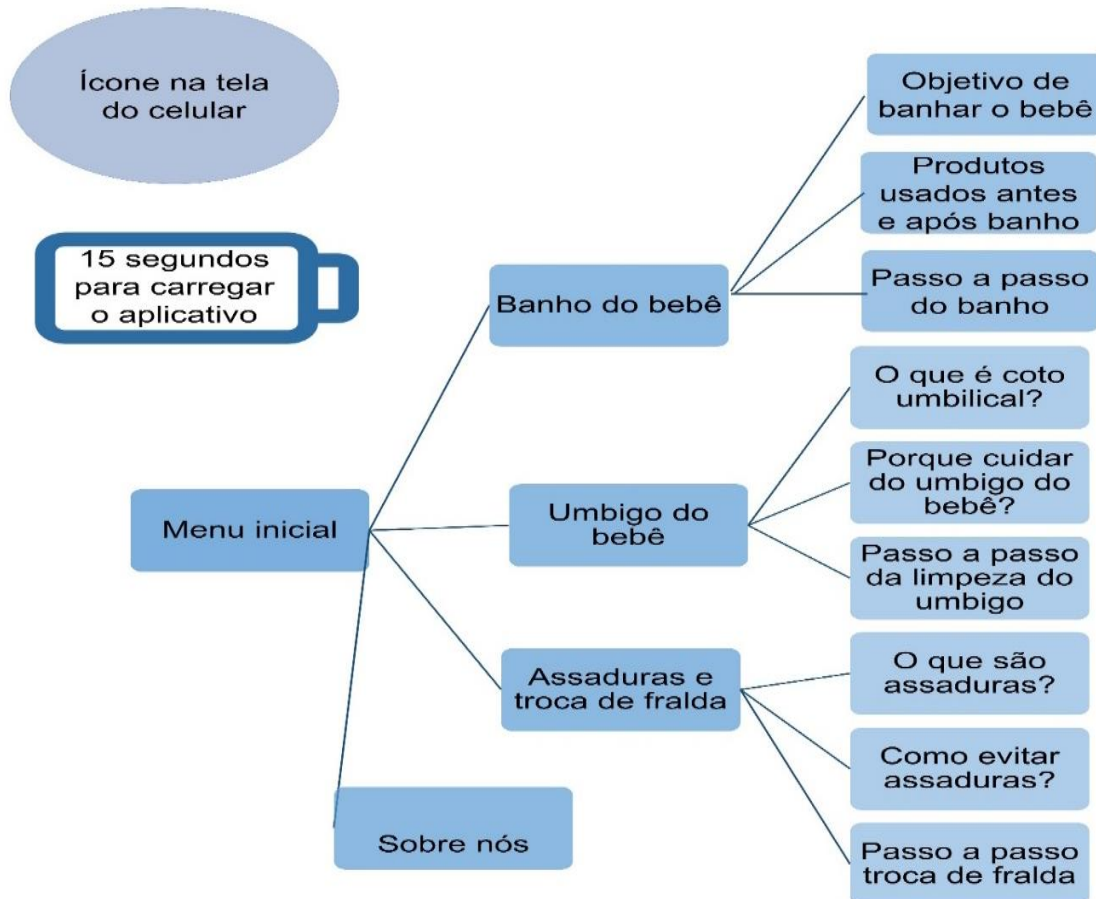 Ícone na tela
do celular
15 segundos
para carregar
o aplicativo
Menu inicial
Banho do bebê
Objetivo de
banhar o bebê
Produtos
usados antes
e após banho
Passo a passo
do banho
Umbigo do
bebê
O que é coto
umbilical?
Porque cuidar
do umbigo do
bebê?
Passo a passo
da limpeza do
umbigo
Assaduras e
troca de fralda
O que são
assaduras?
Como evitar
assaduras?
Passo a passo
troca de fralda
Sobre nós